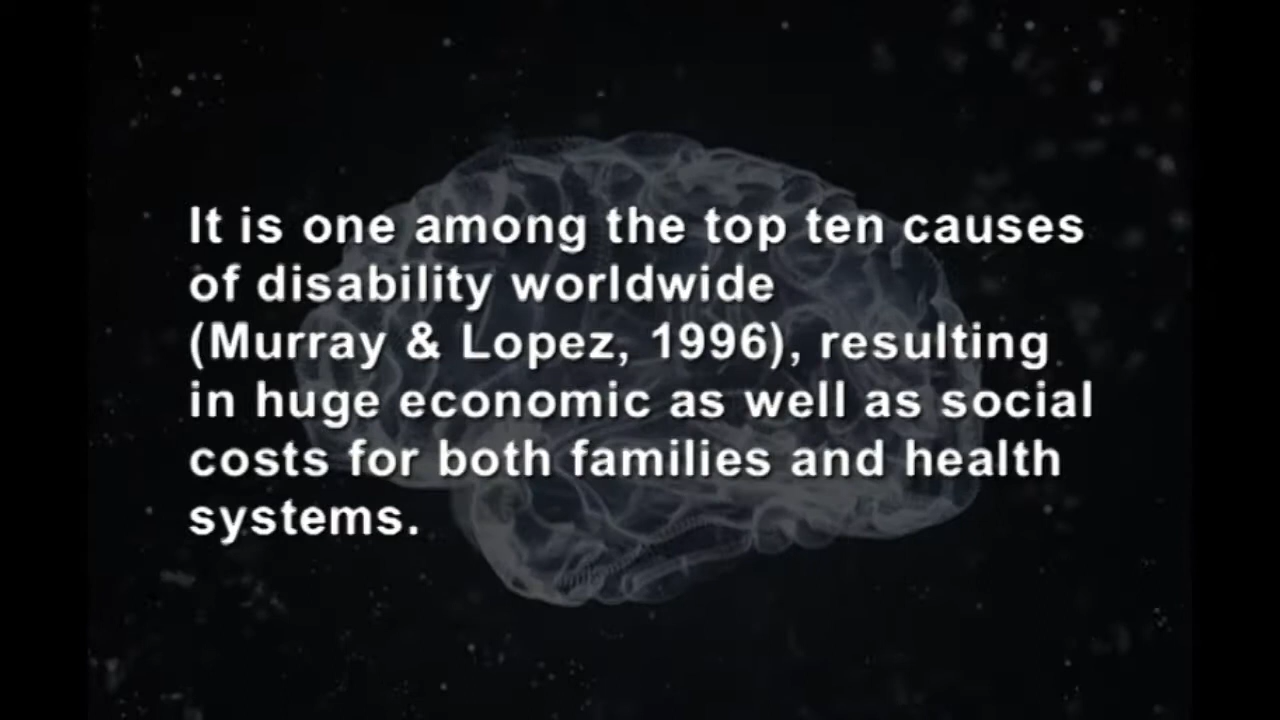 It is one among the top ten causes
of disability worldwide
(Murray & Lopez, 1996), resulting
in huge economic as well as social
costs for both families and health
systems.